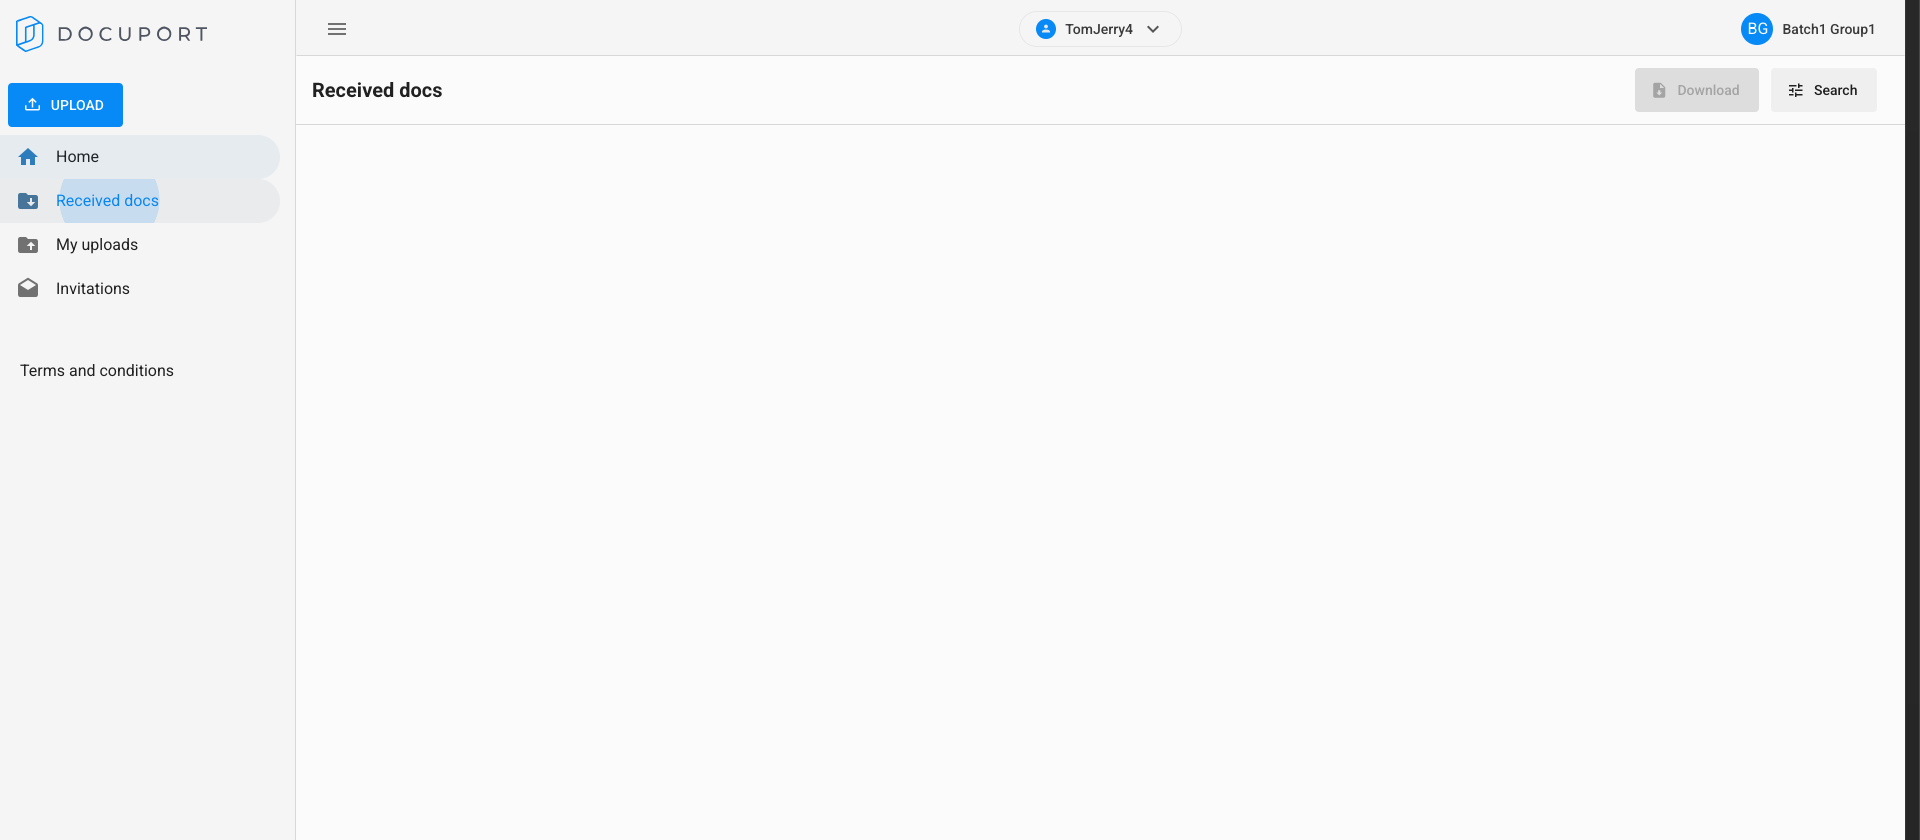 DOCUPORT
TomJerry4
BG
Batch1 Group1
UPLOAD
Home
Received docs
My uploads
Invitations
Terms and conditions
Received docs
Download
Search